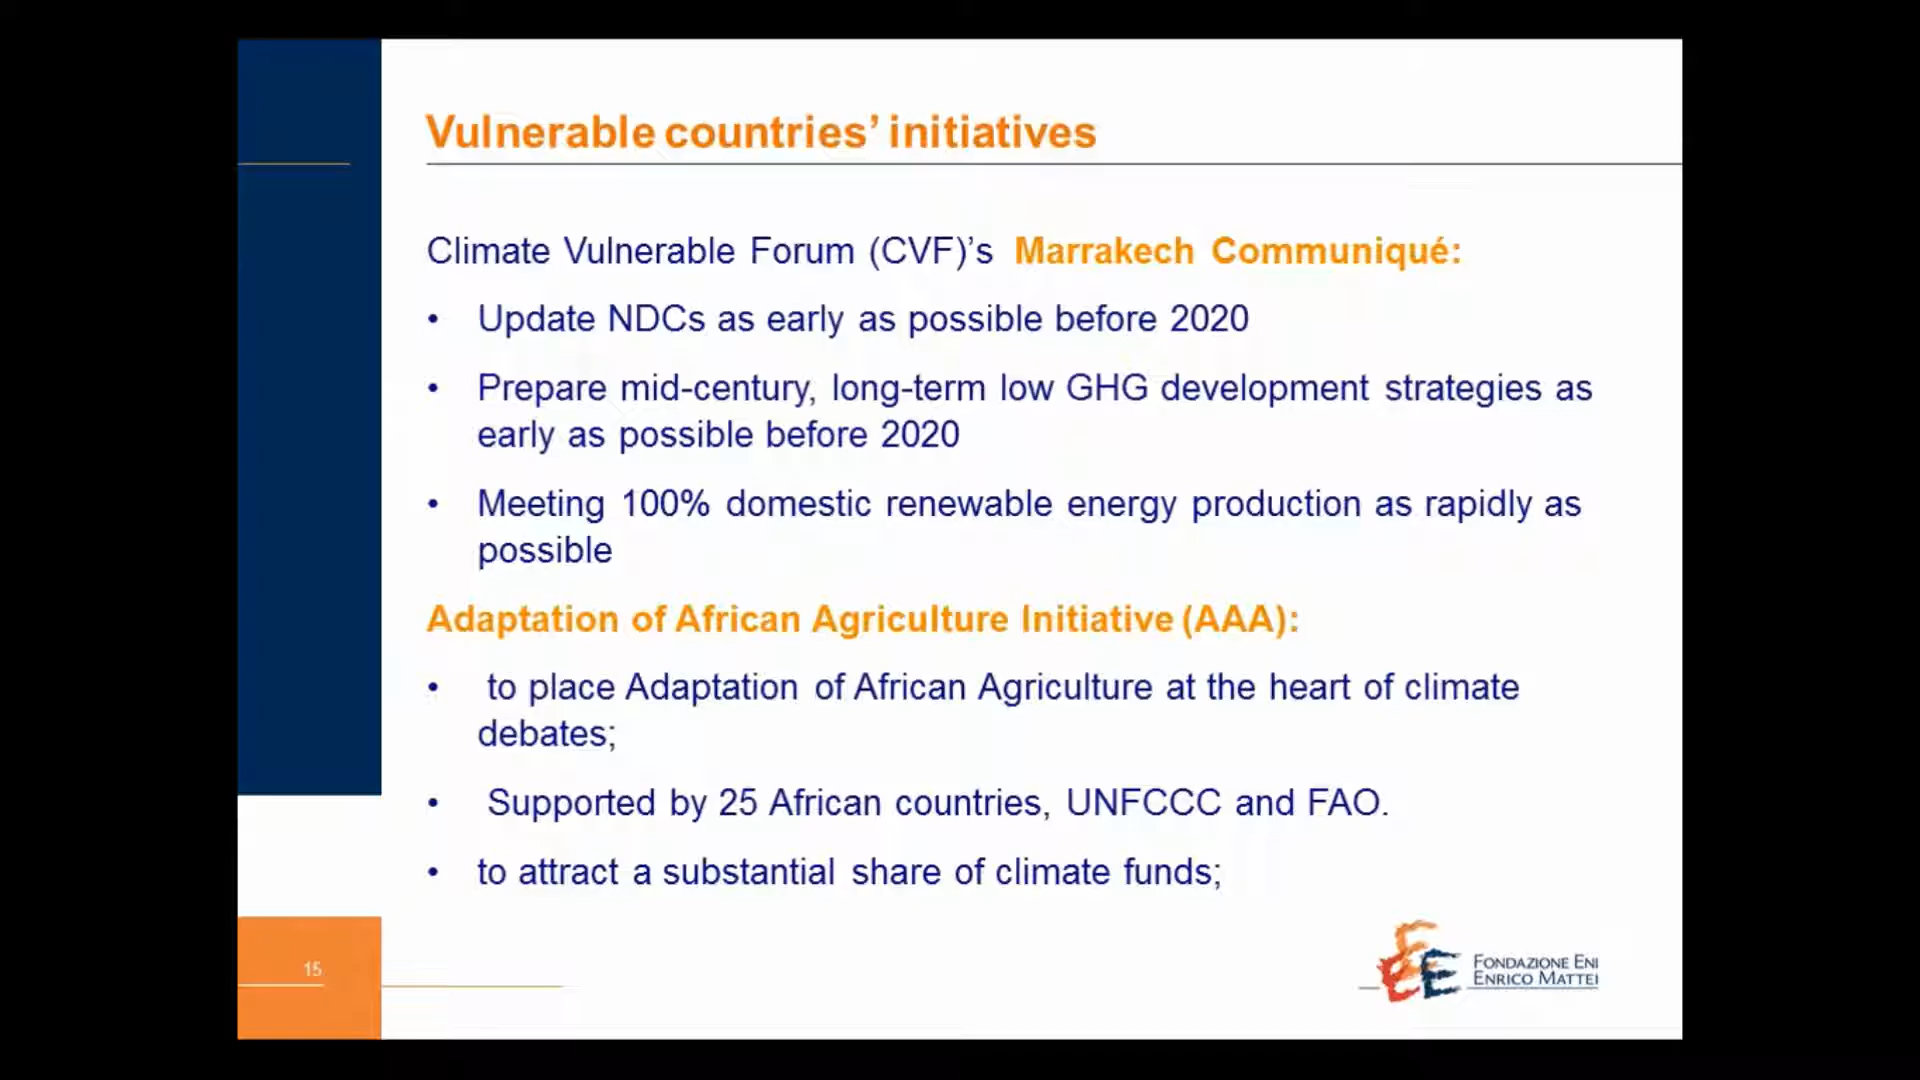 Vulnerable countries’ initiatives
Climate Vulnerable Forum (CVF)’s Marrakech Communiqué:
• Update NDCs as early as possible before 2020
• Prepare mid-century, long-term low GHG development strategies as
early as possible before 2020
• Meeting 100% domestic renewable energy production as rapidly as
possible
Adaptation of African Agriculture Initiative (AAA):
• to place Adaptation of African Agriculture at the heart of climate
debates;
• Supported by 25 African countries, UNFCCC and FAO.
• to attract a substantial share of climate funds;
15
FONDAZIONE ENI
ENRICO MATTEI